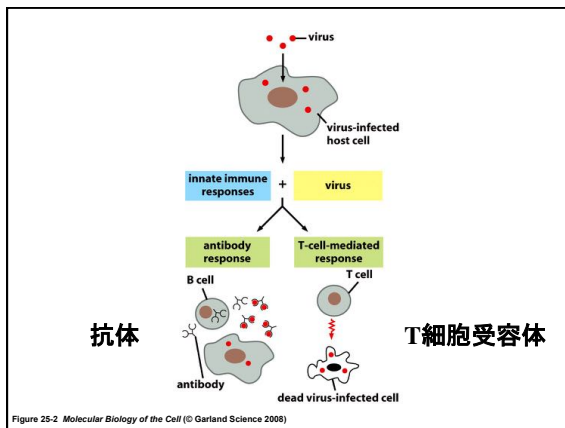 virus
virus-infected
host cell
innate immune
responses
+
virus
antibody
response
T-cell-mediated
response
B cell
T cell
抗体
T細胞受容体
antibody
dead virus-infected cell
Figure 25-2 Molecular Biology of the Cell (© Garland Science 2008)